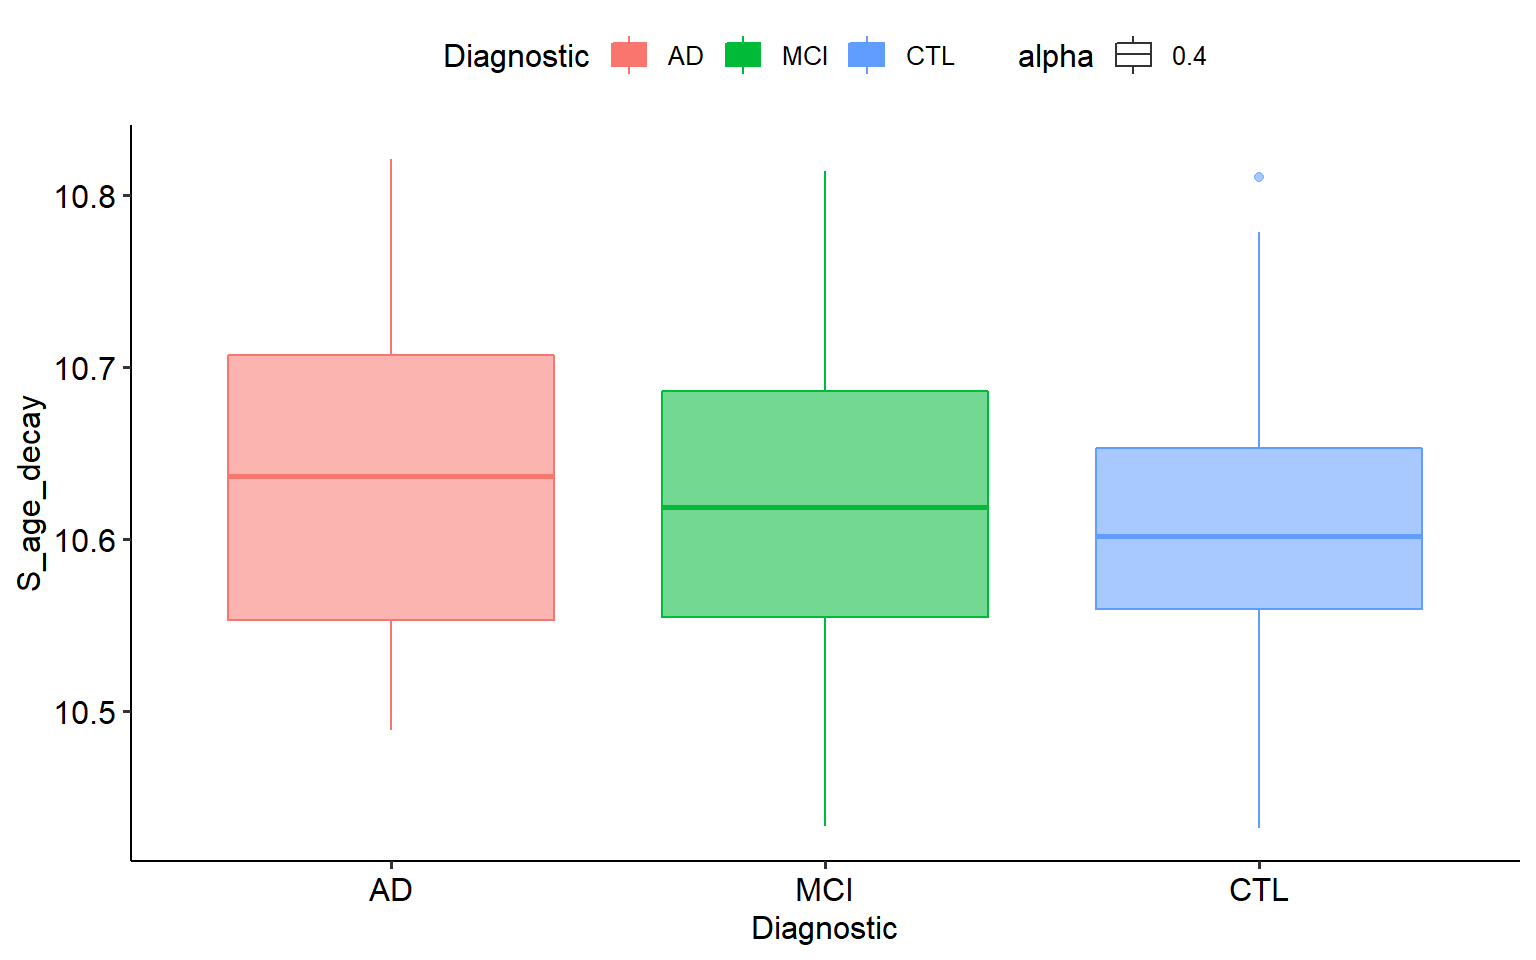 Diagnostic AD MCI CTL alpha 0.4
10.8
10.7
10.6
10.5
S_age_decay
AD MCI CTL
Diagnostic